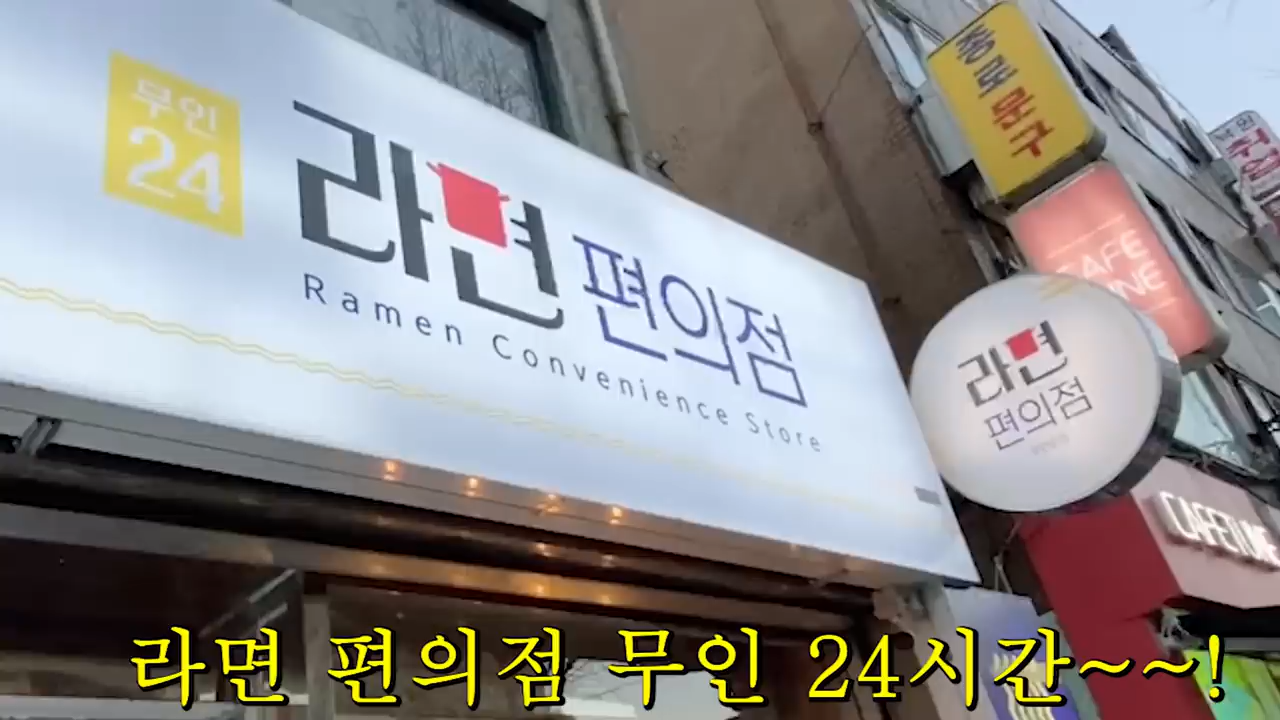 무인
24
라면 편의점
Ramen Convenience Store
종로문구
CAFE
라면
편의점
CAFETUNE
라면 편의점 무인 24시간~~!